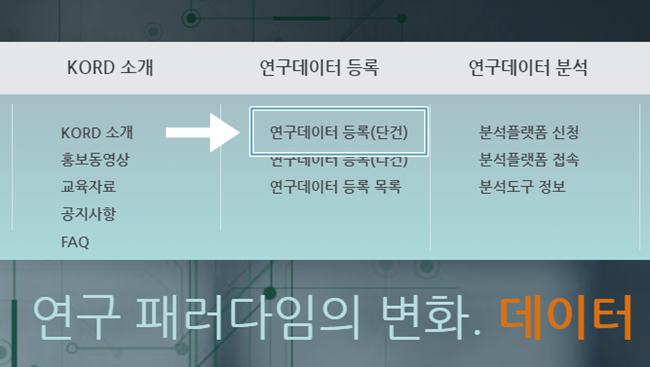 KORD 소개 연구데이터 등록 연구데이터 분석
KORD 소개
홍보동영상
교육자료
공지사항
FAQ
연구데이터 등록(단건)
연구데이터 등록(다건)
연구데이터 등록 목록
분석플랫폼 신청
분석플랫폼 접속
분석도구 정보
연구 패러다임의 변화. 데이터